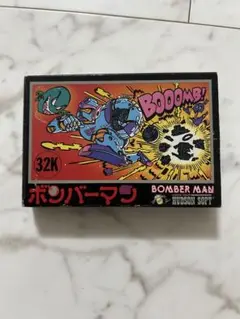 BOOOMB!
32K
ボンバーマン
BOMBER MAN
HUDSON SOFT